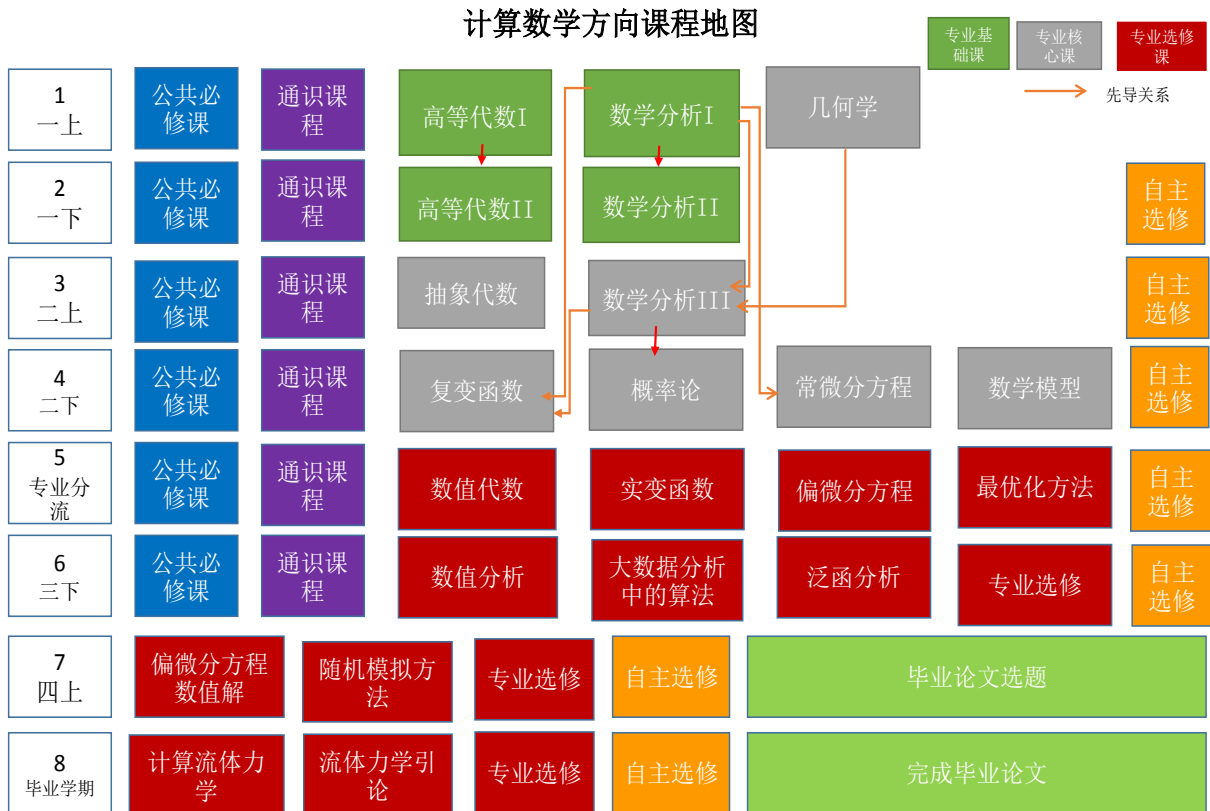 计算数学方向课程地图
专业基
础课
专业核
心课
专业选修
课
先导关系
1
一上
公共必
修课
通识课
程
高等代数I
数学分析I
几何学
2
一下
公共必
修课
通识课
程
高等代数II
数学分析II
自主
选修
3
二上
公共必
修课
通识课
程
抽象代数
数学分析III
自主
选修
4
二下
公共必
修课
通识课
程
复变函数
概率论
常微分方程
数学模型
自主
选修
5
专业分
流
公共必
修课
通识课
程
数值代数
实变函数
偏微分方程
最优化方法
自主
选修
6
三下
公共必
修课
通识课
程
数值分析
大数据分析
中的算法
泛函分析
专业选修
自主
选修
7
四上
偏微分方程
数值解
随机模拟方
法
专业选修
自主选修
毕业论文选题
8
毕业学期
计算流体力
学
流体力学引
论
专业选修
自主选修
完成毕业论文